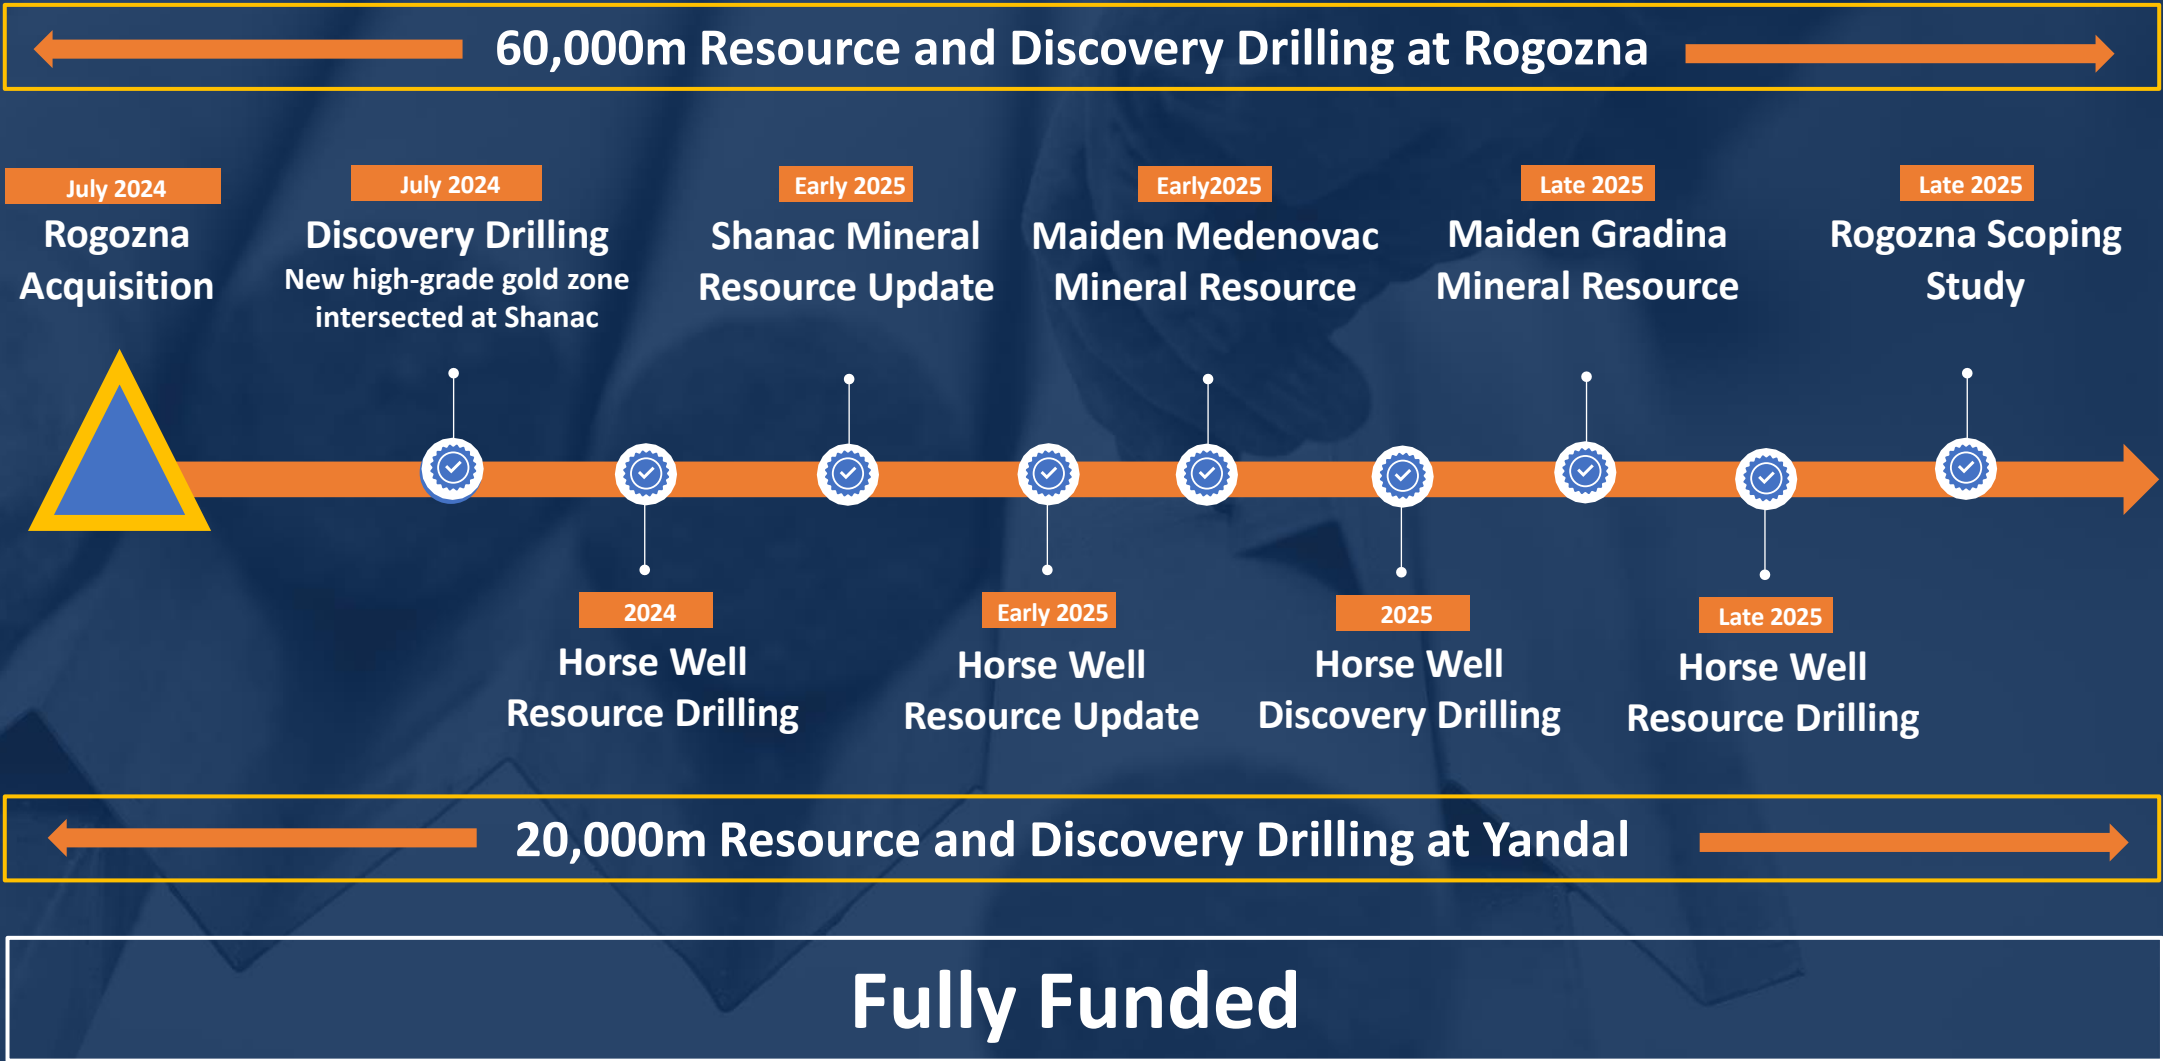 60,000m Resource and Discovery Drilling at Rogozna
July 2024
Rogozna
Acquisition
July 2024
Discovery Drilling
New high-grade gold zone
intersected at Shanac
Early 2025
Shanac Mineral
Resource Update
Early2025
Maiden Medenovac
Mineral Resource
Late 2025
Maiden Gradina
Mineral Resource
Late 2025
Rogozna Scoping
Study
2024
Horse Well
Resource Drilling
Early 2025
Horse Well
Resource Update
2025
Horse Well
Discovery Drilling
Late 2025
Horse Well
Resource Drilling
20,000m Resource and Discovery Drilling at Yandal
Fully Funded